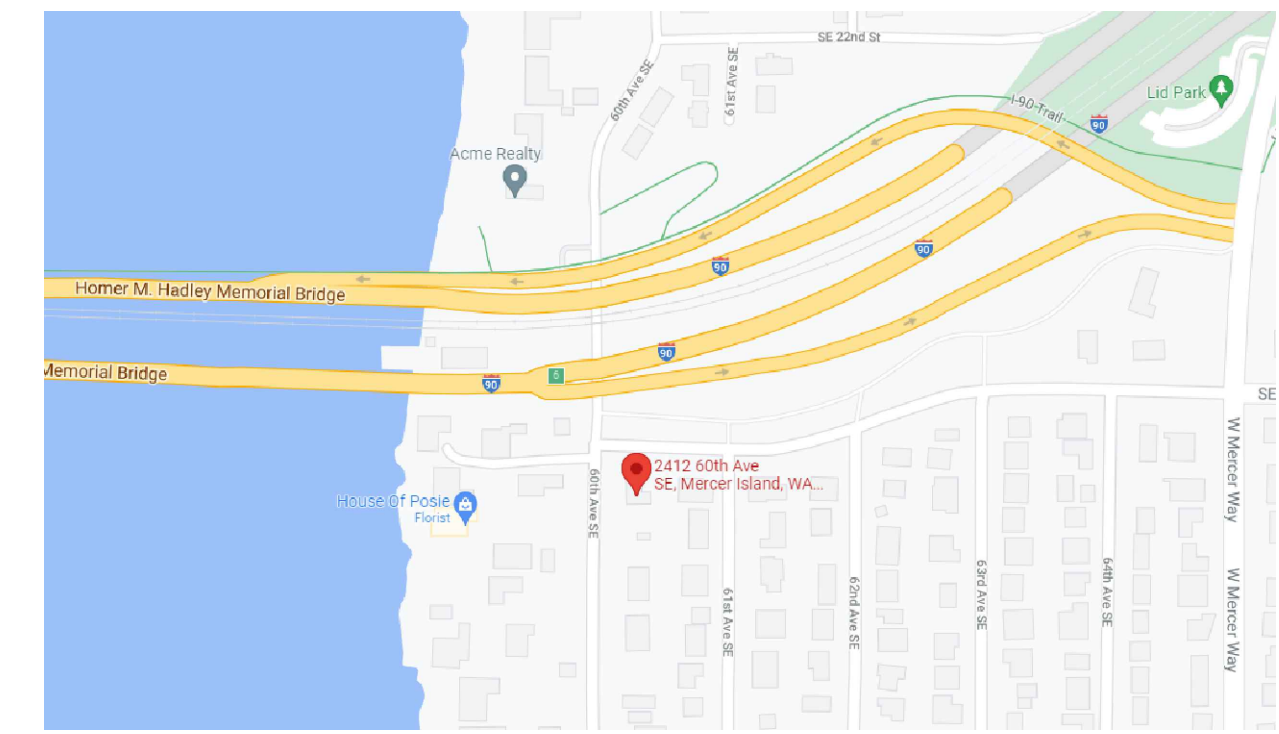 SE 22nd St
60th Ave SE
61st Ave SE
Lid Park
I-90 Trail
90
Acme Realty
90
90
Homer M. Hadley Memorial Bridge
90
Memorial Bridge
6
90
SE
2412 60th Ave
SE, Mercer Island, WA...
House Of Posie
Florist
60th Ave SE
61st Ave SE
62nd Ave SE
63rd Ave SE
64th Ave SE
W Mercer Way
W Mercer Way